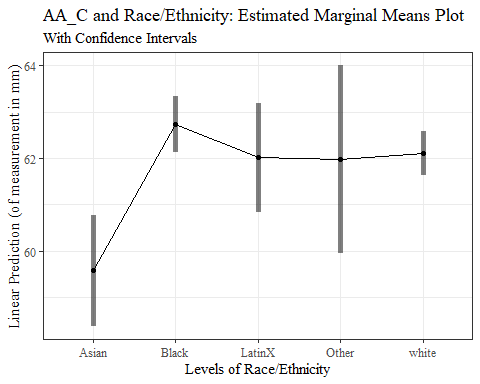 AA_C and Race/Ethnicity: Estimated Marginal Means Plot
With Confidence Intervals
Linear Prediction (of measurement in mm)
64
62
60
Asian
Black
LatinX
Other
white
Levels of Race/Ethnicity